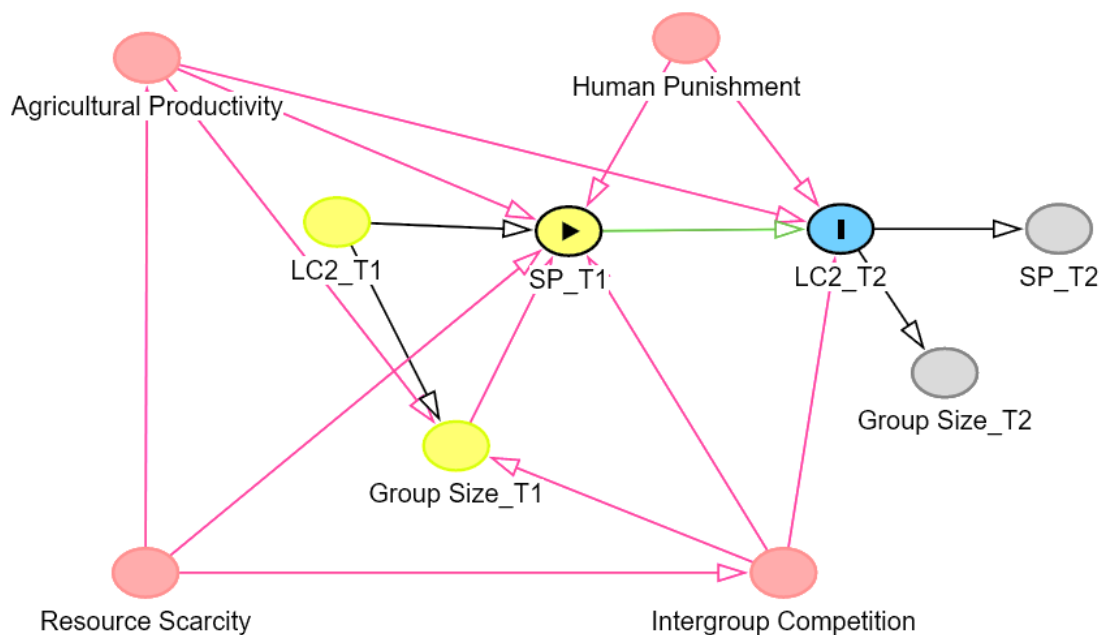 Human Punishment
Agricultural Productivity
LC2_T1
SP_T1
LC2_T2
SP_T2
Group Size_T2
Group Size_T1
Resource Scarcity
Intergroup Competition